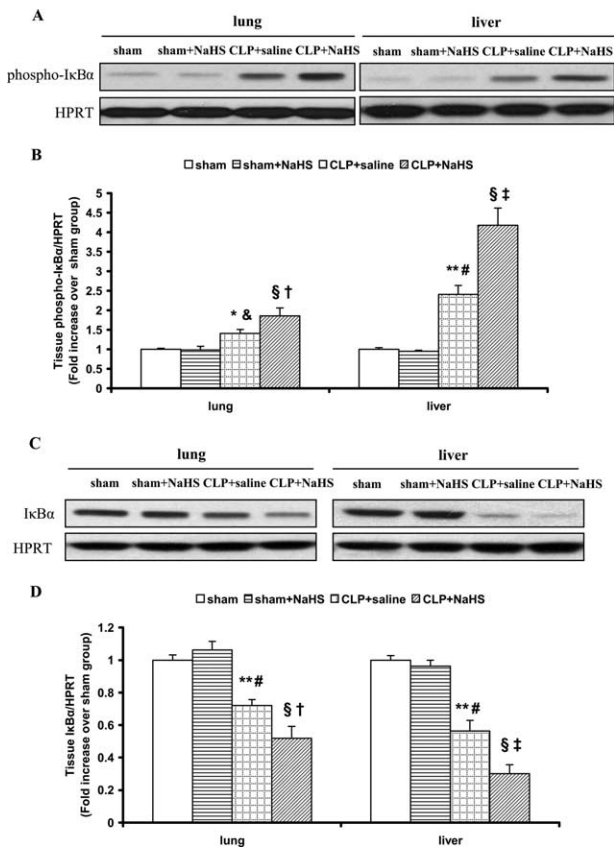 A
lung
liver
sham sham+NaHS CLP+saline CLP+NaHS
sham sham+NaHS CLP+saline CLP+NaHS
phospho-IκBα
HPRT
B
sham sham+NaHS CLP+saline CLP+NaHS
Tissue phospho-IκBα/HPRT
(Fold increase over sham group)
5
4.5
4
3.5
3
2.5
2
1.5
1
0.5
0
* &
§ †
**#
§ ‡
lung
liver
C
lung
liver
sham sham+NaHS CLP+saline CLP+NaHS
sham sham+NaHS CLP+saline CLP+NaHS
IκBα
HPRT
D
sham sham+NaHS CLP+saline CLP+NaHS
Tissue IκBα/HPRT
(Fold increase over sham group)
1.2
1
0.8
0.6
0.4
0.2
0
**#
§ †
**#
§ ‡
lung
liver